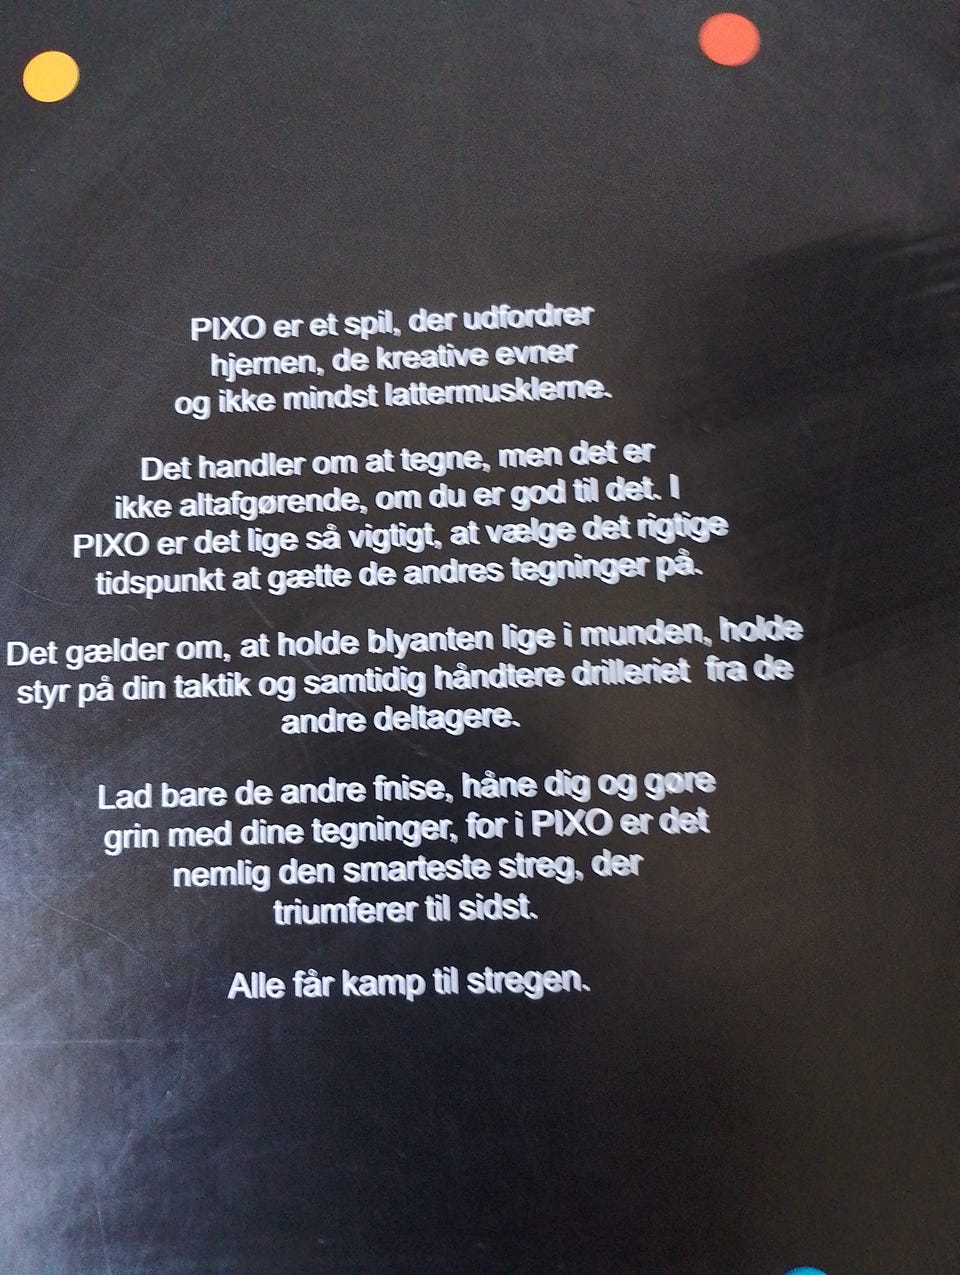 PIXO er et spil, der udfordrer
hjernen, de kreative evner
og ikke mindst lattermusklerne.
Det handler om at tegne, men det er
ikke altafgørende, om du er god til det. I
PIXO er det lige så vigtigt, at vælge det rigtige
tidspunkt at gætte de andres tegninger på.
Det gælder om, at holde blyanten lige i munden, holde
styr på din taktik og samtidig håndtere drilleriet fra de
andre deltagere.
Lad bare de andre fnise, håne dig og gøre
grin med dine tegninger, for i PIXO er det
nemlig den smarteste streg, der
triumferer til sidst.
Alle får kamp til stregen.